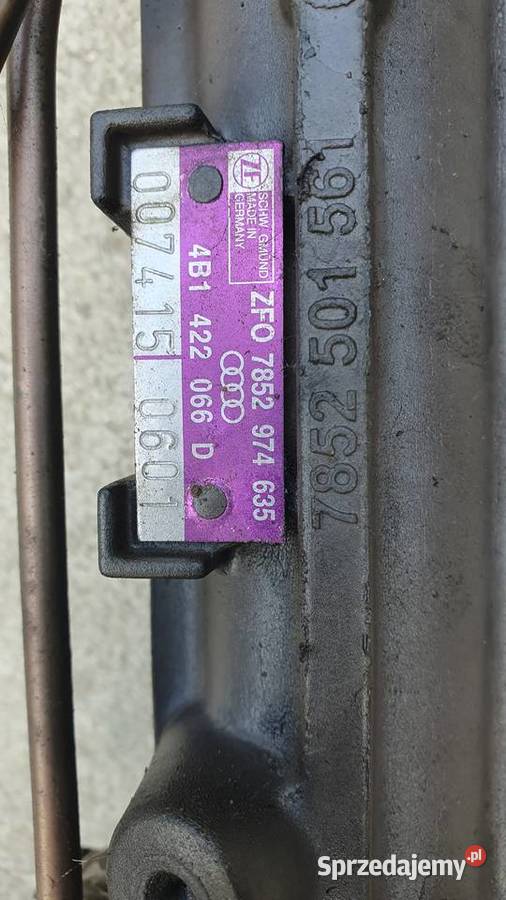 ZF
SCHW. GMÜND
MADE IN
GERMANY
ZFO 7852 974 635
4B1 422 066 D
007415 0601
7852 501 561
Sprzedajemy.pl